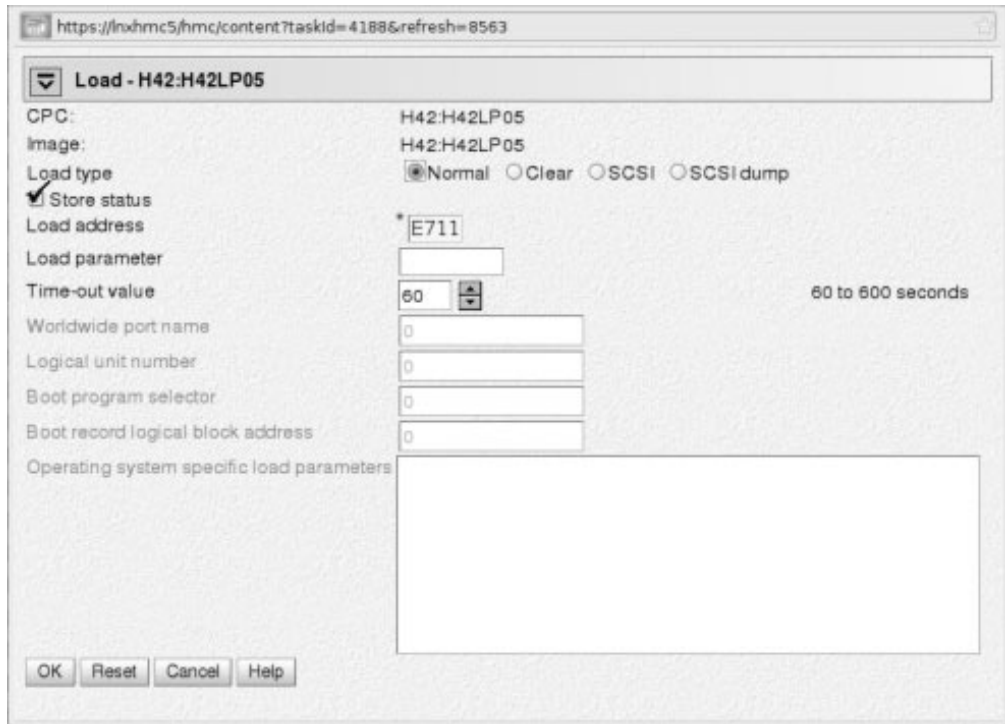 https://lnxhmc5/hmc/content?taskId=4188&refresh=8563
Load - H42:H42LP05
CPC: H42:H42LP05
Image: H42:H42LP05
Load type Normal Clear SCSI SCSI dump
Store status
Load address * E711
Load parameter
Time-out value 60 60 to 600 seconds
Worldwide port name 0
Logical unit number 0
Boot program selector 0
Boot record logical block address 0
Operating system specific load parameters
OK Reset Cancel Help